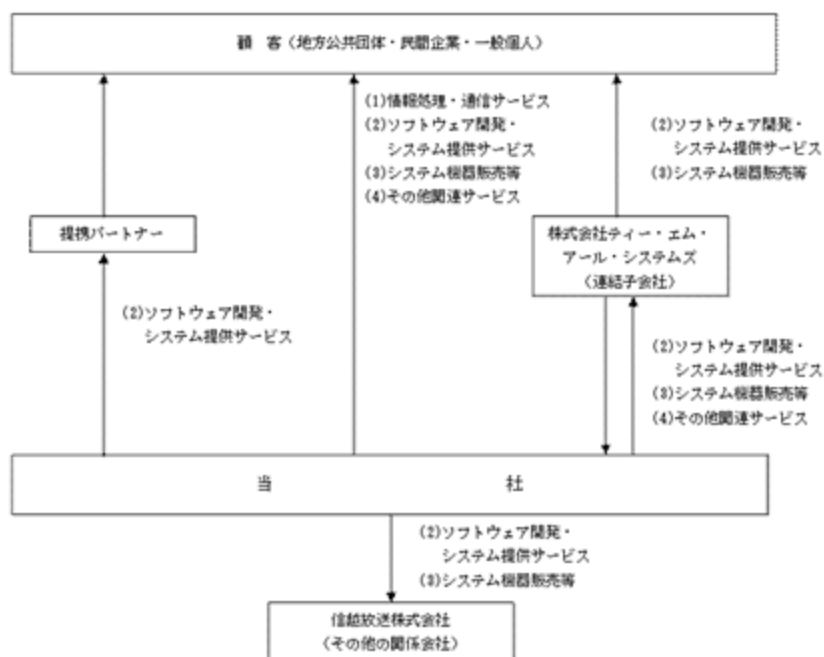 顧 客（地方公共団体・民間企業・一般個人）
(1)情報処理・通信サービス
(2)ソフトウェア開発・
システム提供サービス
(3)システム機器販売等
(4)その他関連サービス
(2)ソフトウェア開発・
システム提供サービス
(3)システム機器販売等
提携パートナー
株式会社ティー・エム・
アール・システムズ
（連結子会社）
(2)ソフトウェア開発・
システム提供サービス
(2)ソフトウェア開発・
システム提供サービス
(3)システム機器販売等
(4)その他関連サービス
当 社
(2)ソフトウェア開発・
システム提供サービス
(3)システム機器販売等
信越放送株式会社
（その他の関係会社）